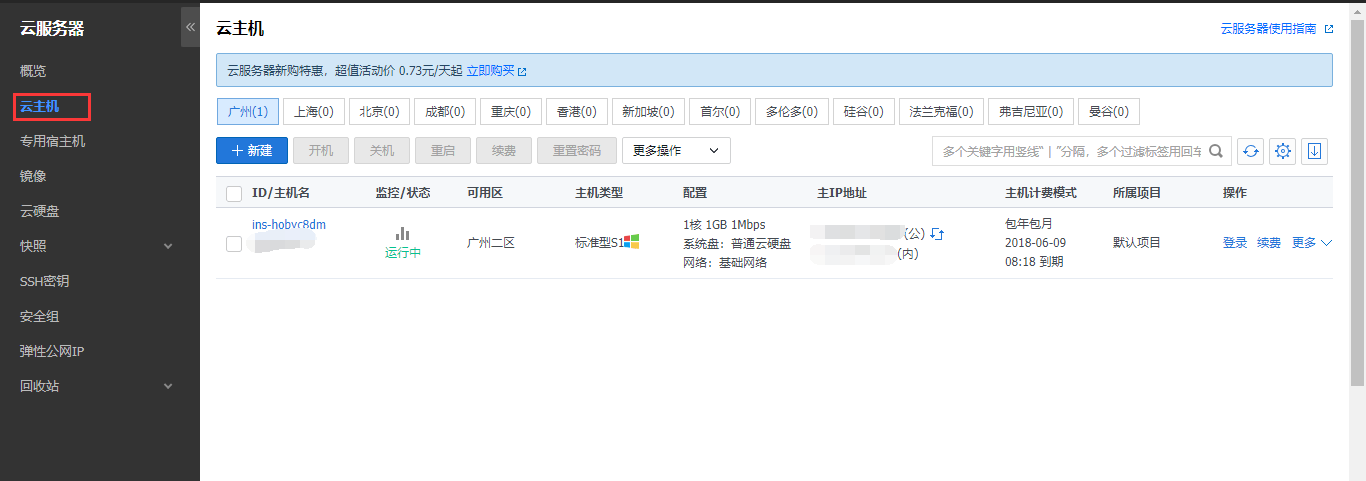 云服务器
«
概览
云主机
专用宿主机
镜像
云硬盘
快照
SSH密钥
安全组
弹性公网IP
回收站
云主机
云服务器使用指南
云服务器新购特惠，超值活动价 0.73元/天起 立即购买
广州(1) 上海(0) 北京(0) 成都(0) 重庆(0) 香港(0) 新加坡(0) 首尔(0) 多伦多(0) 硅谷(0) 法兰克福(0) 弗吉尼亚(0) 曼谷(0)
+ 新建 开机 关机 重启 续费 重置密码 更多操作
多个关键字用竖线“ | ”分隔，多个过滤标签用回车
ID/主机名 监控/状态 可用区 主机类型 配置 主IP地址 主机计费模式 所属项目 操作
ins-hobvc8dm
运行中
广州二区
标准型S1
1核 1GB 1Mbps
系统盘：普通云硬盘
网络：基础网络
(公)
(内)
包年包月
2018-06-09
08:18 到期
默认项目
登录 续费 更多